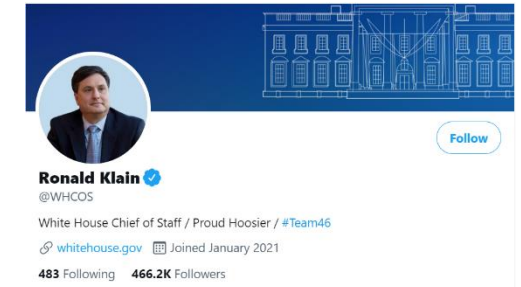 Follow
Ronald Klain
@WHCOS
White House Chief of Staff / Proud Hoosier / #Team46
whitehouse.gov Joined January 2021
483 Following 466.2K Followers